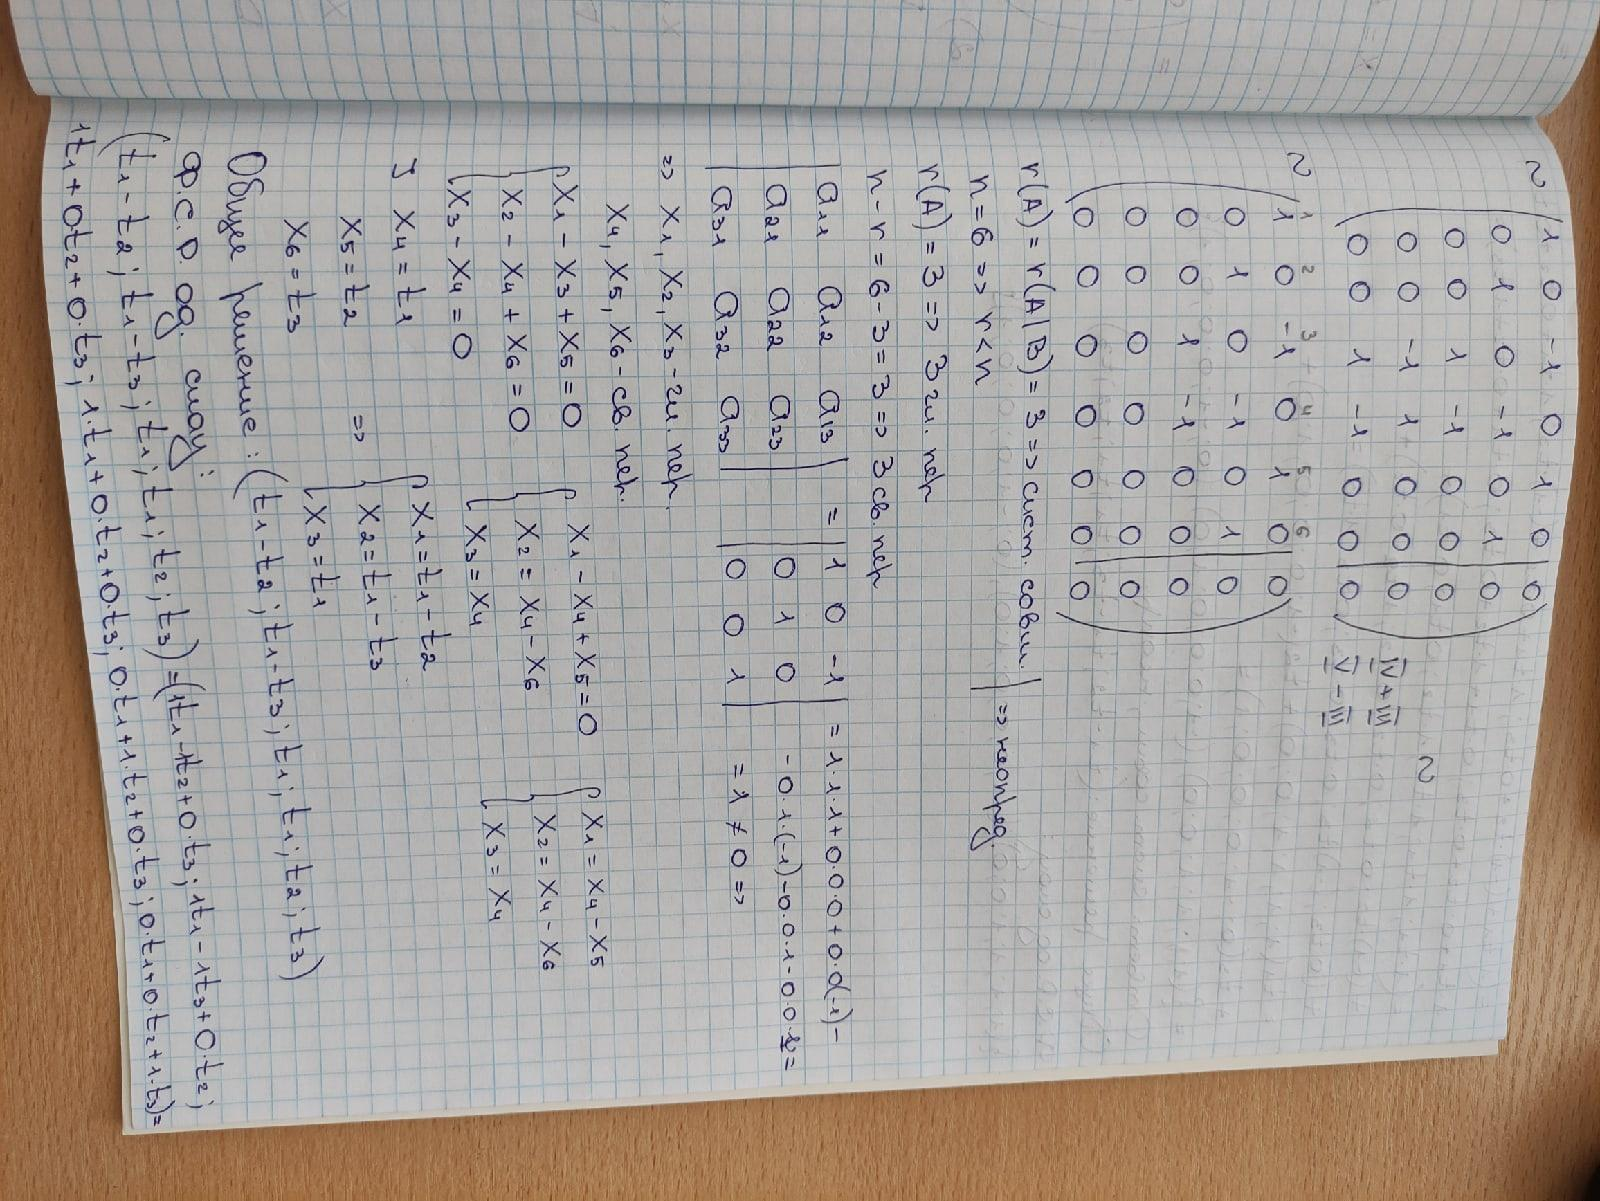 ~ ( 1 0 -1 0 1 0 | 0 )
0 1 0 -1 0 1 | 0
0 0 1 -1 0 0 | 0
0 0 -1 1 0 0 | 0 IV+III
0 0 1 -1 0 0 | 0 V-III ~
1 2 3 4 5 6
~ ( 1 0 -1 0 1 0 | 0 )
0 1 0 -1 0 1 | 0
0 0 1 -1 0 0 | 0
0 0 0 0 0 0 | 0
0 0 0 0 0 0 | 0
r(A) = r(A|B) = 3 => сист. совм. | => неопред.
n = 6 => r < n
r(A) = 3 => 3 гл. пер
n - r = 6 - 3 = 3 => 3 св. пер
| a11 a12 a13 | = | 1 0 -1 | = 1·1·1 + 0·0·0 + 0·0(-1) -
| a21 a22 a23 | | 0 1 0 | - 0·1·(-1) - 0·0·1 - 0·0·1 =
| a31 a32 a33 | | 0 0 1 | = 1 ≠ 0 =>
=> x1, x2, x3 - гл. пер.
x4, x5, x6 - св. пер.
{ x1 - x3 + x5 = 0 { x1 - x4 + x5 = 0 { x1 = x4 - x5
x2 - x4 + x6 = 0 x2 = x4 - x6 x2 = x4 - x6
x3 - x4 = 0 x3 = x4 x3 = x4
] x4 = t1 { x1 = t1 - t2
x5 = t2 => x2 = t1 - t3
x6 = t3 x3 = t1
Общее решение: (t1 - t2; t1 - t3; t1; t1; t2; t3)
ф.с.р. од. слау:
(t1 - t2; t1 - t3; t1; t1; t2; t3) = (1t1 - 1t2 + 0·t3; 1t1 - 1t3 + 0·t2;
1t1 + 0t2 + 0·t3; 1·t1 + 0·t2 + 0·t3; 0·t1 + 1·t2 + 0·t3; 0·t1 + 0·t2 + 1·t3) =